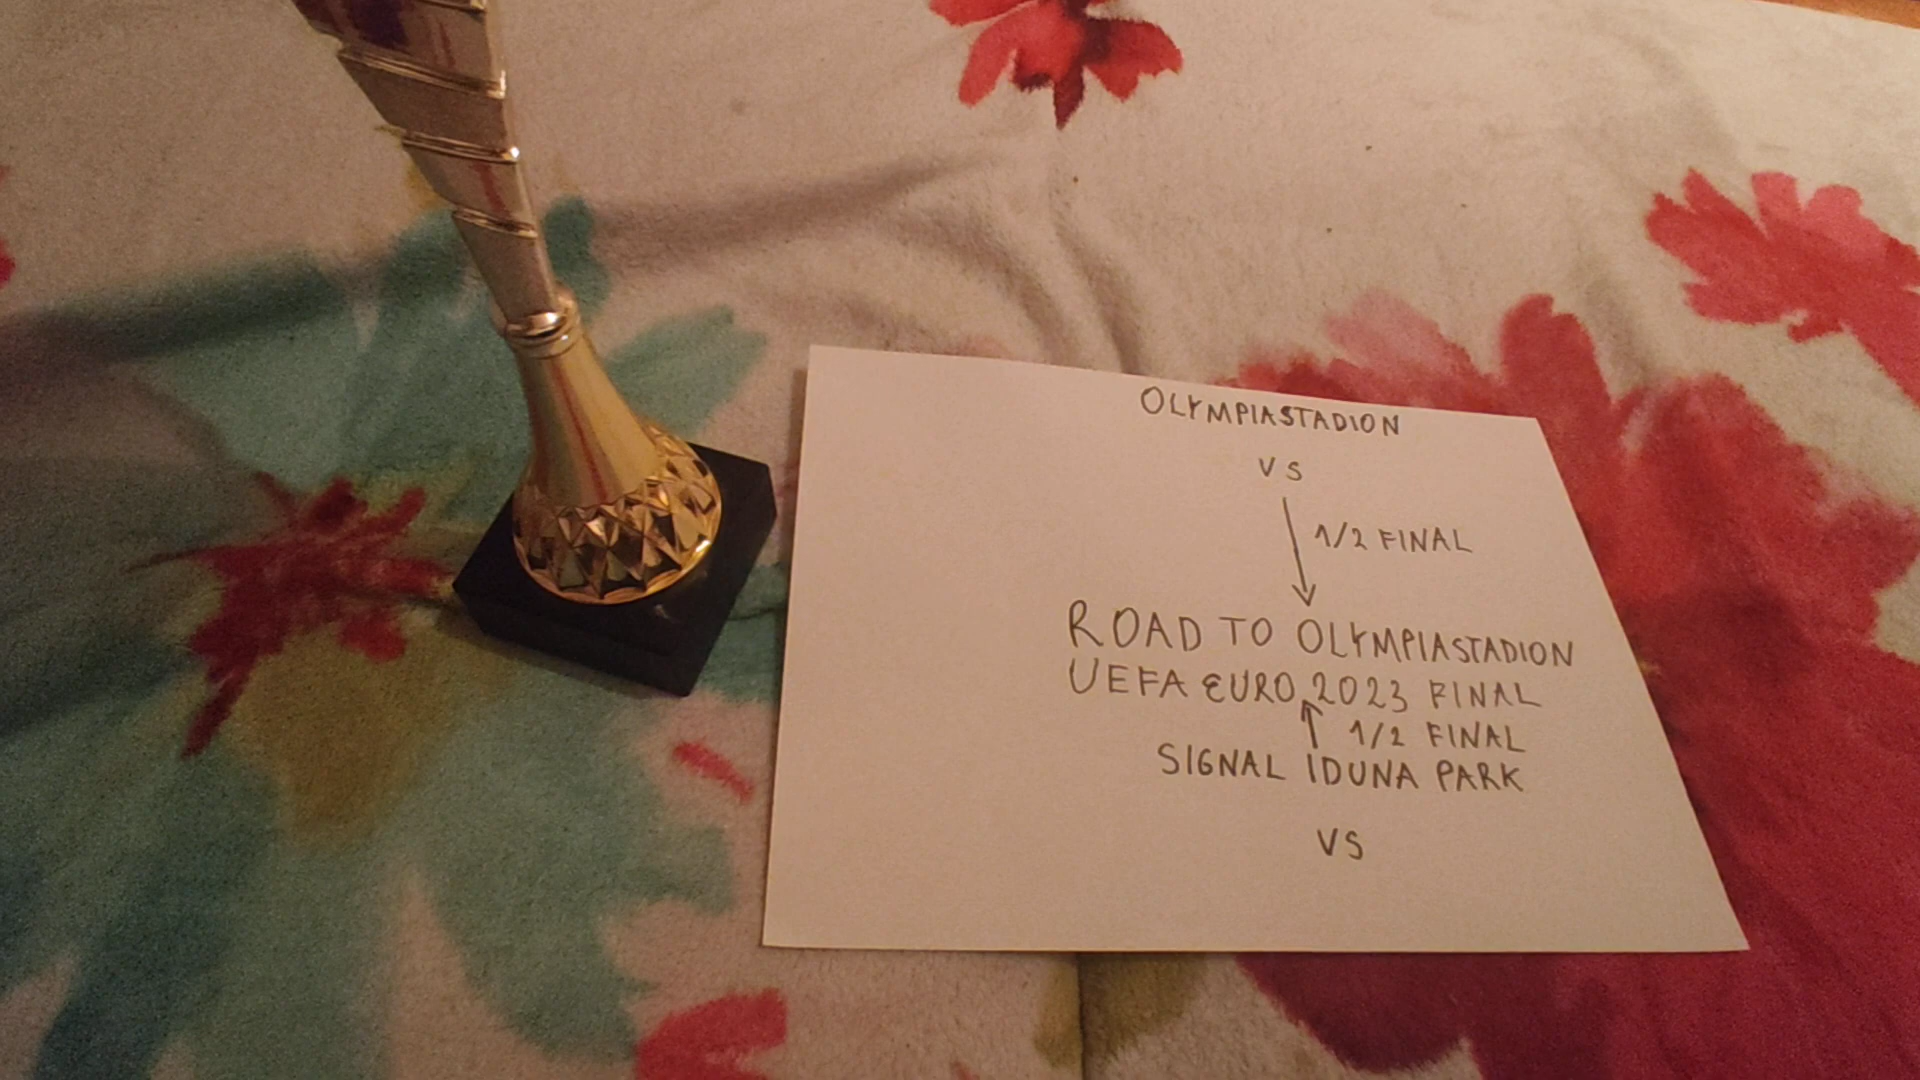 OLYMPIASTADION
VS
1/2 FINAL
ROAD TO OLYMPIASTADION
UEFA EURO 2023 FINAL
1/2 FINAL
SIGNAL IDUNA PARK
VS